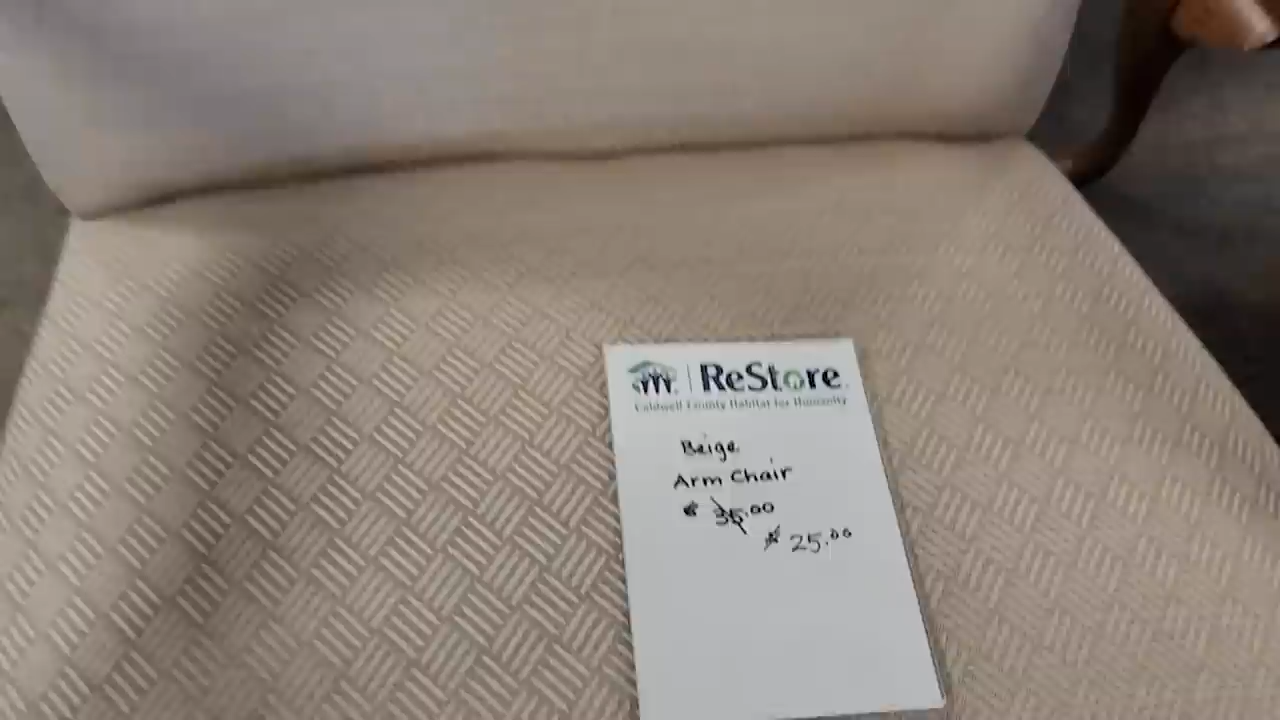 ReStore
Caldwell County Habitat for Humanity
Beige
Arm Chair
$ 35.00
$ 25.00